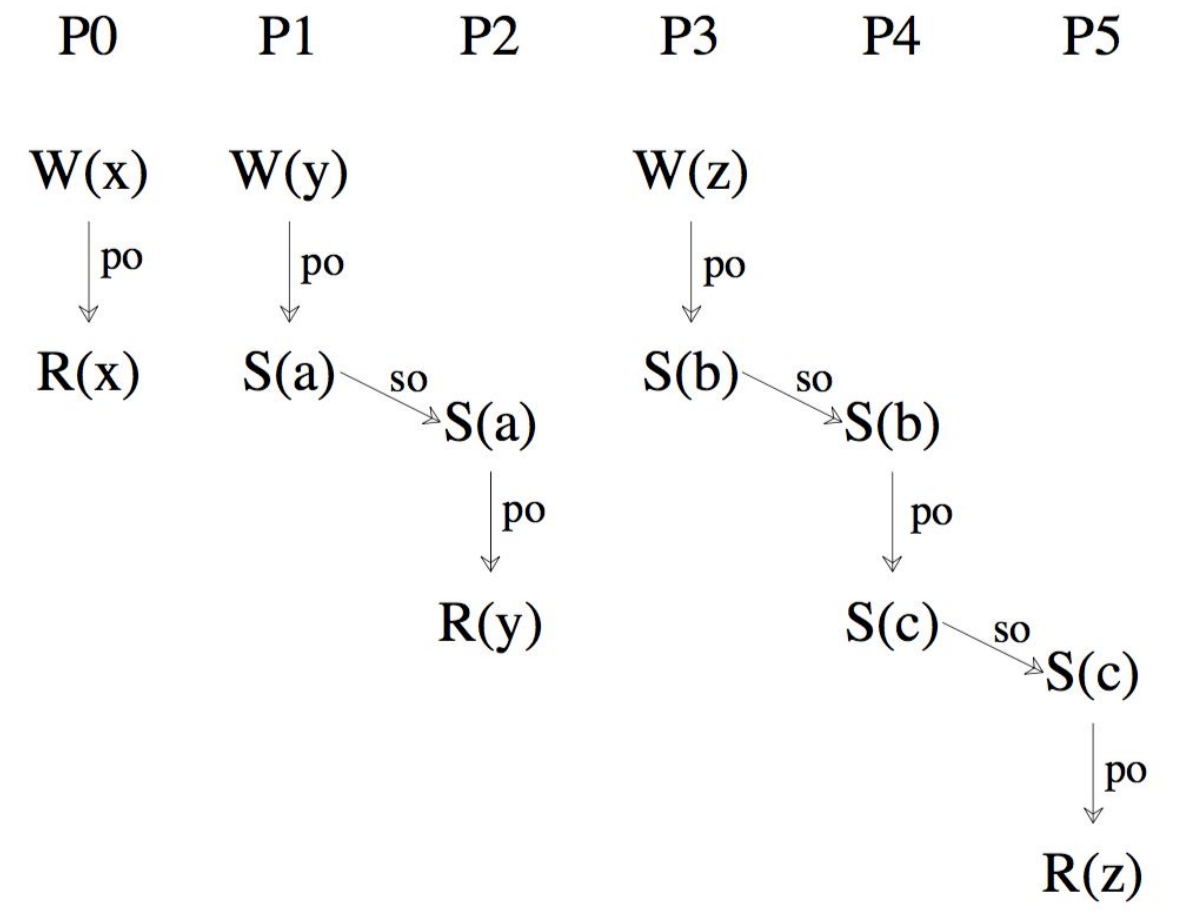 P0 P1 P2 P3 P4 P5
W(x) W(y) W(z)
po po po
R(x) S(a) so S(b) so
S(a) S(b)
po po
R(y) S(c) so
S(c)
po
R(z)